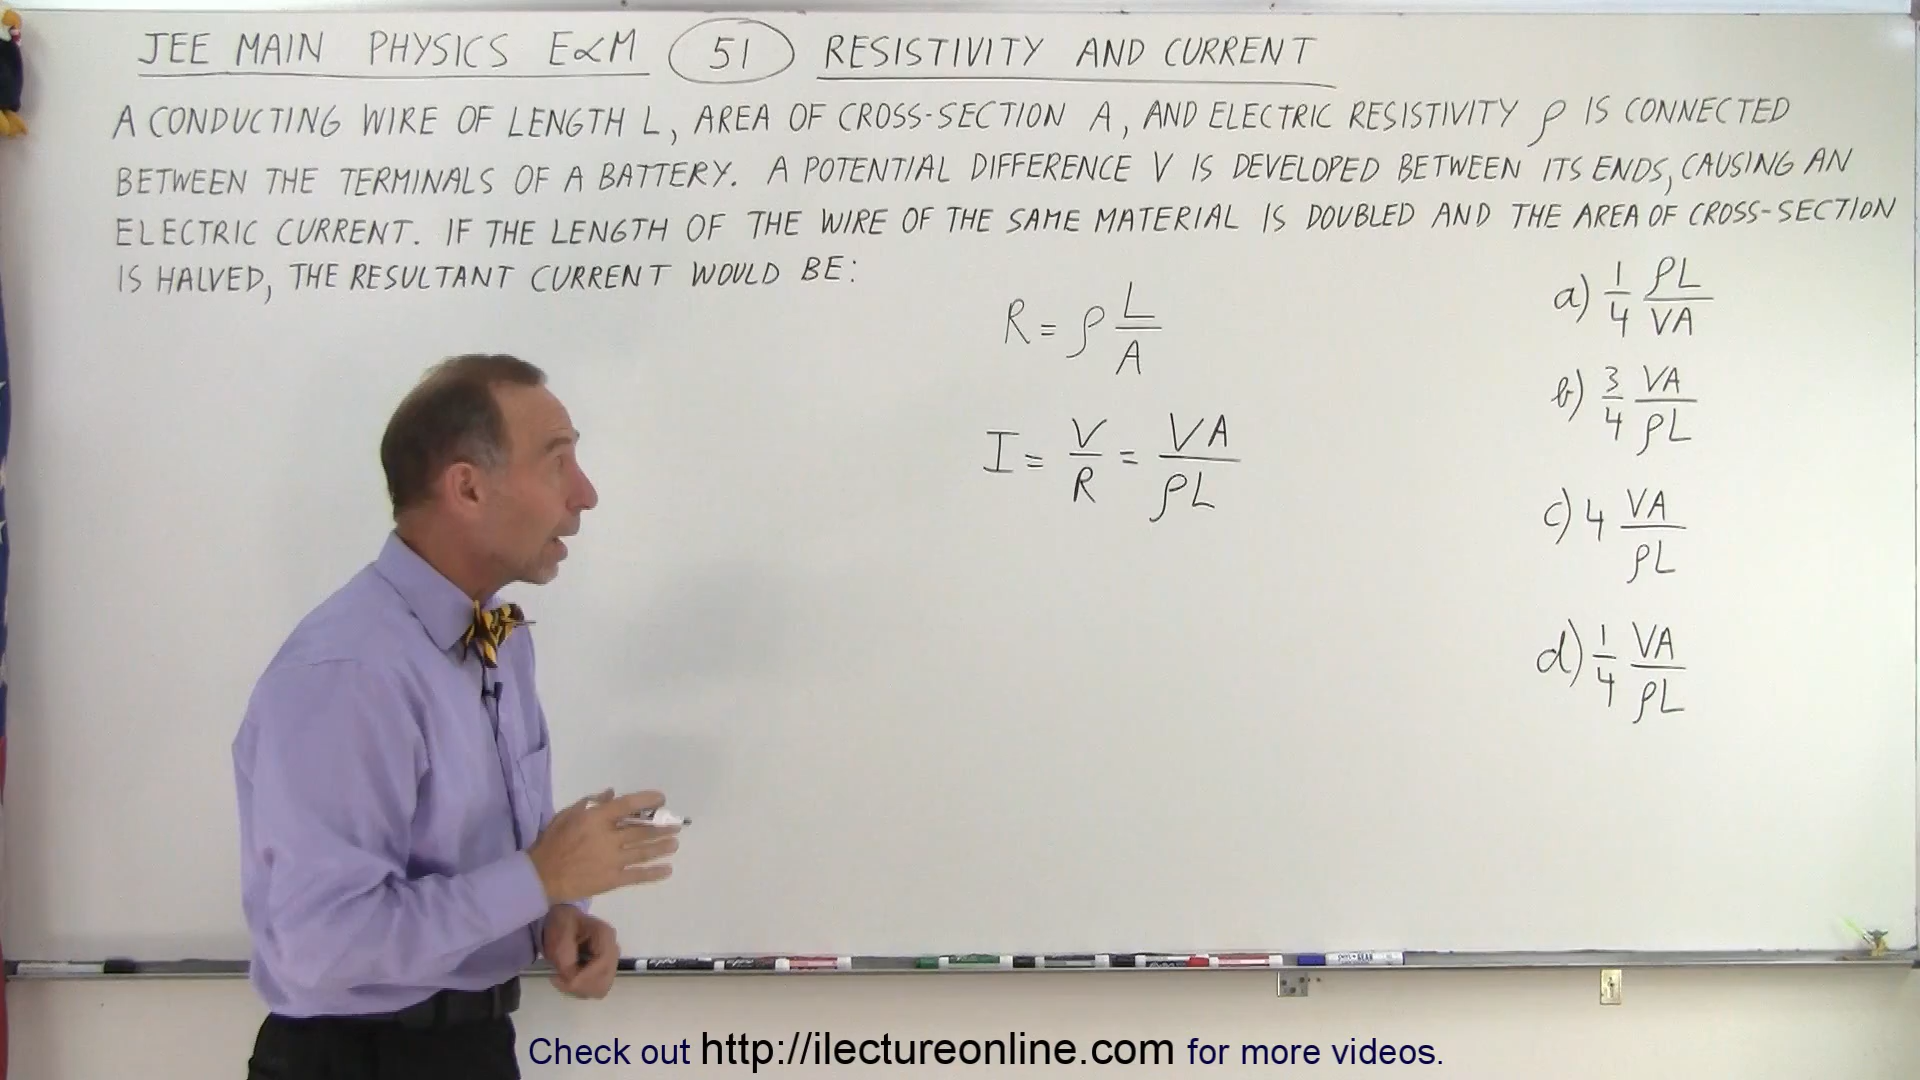 JEE MAIN PHYSICS E∝M 51 RESISTIVITY AND CURRENT
A CONDUCTING WIRE OF LENGTH L, AREA OF CROSS-SECTION A, AND ELECTRIC RESISTIVITY ρ IS CONNECTED
BETWEEN THE TERMINALS OF A BATTERY. A POTENTIAL DIFFERENCE V IS DEVELOPED BETWEEN ITS ENDS, CAUSING AN
ELECTRIC CURRENT. IF THE LENGTH OF THE WIRE OF THE SAME MATERIAL IS DOUBLED AND THE AREA OF CROSS-SECTION
IS HALVED, THE RESULTANT CURRENT WOULD BE:
R = ρ L/A
I = V/R = VA/ρL
a) 1/4 ρL/VA
b) 3/4 VA/ρL
c) 4 VA/ρL
d) 1/4 VA/ρL
Check out http://ilectureonline.com for more videos.